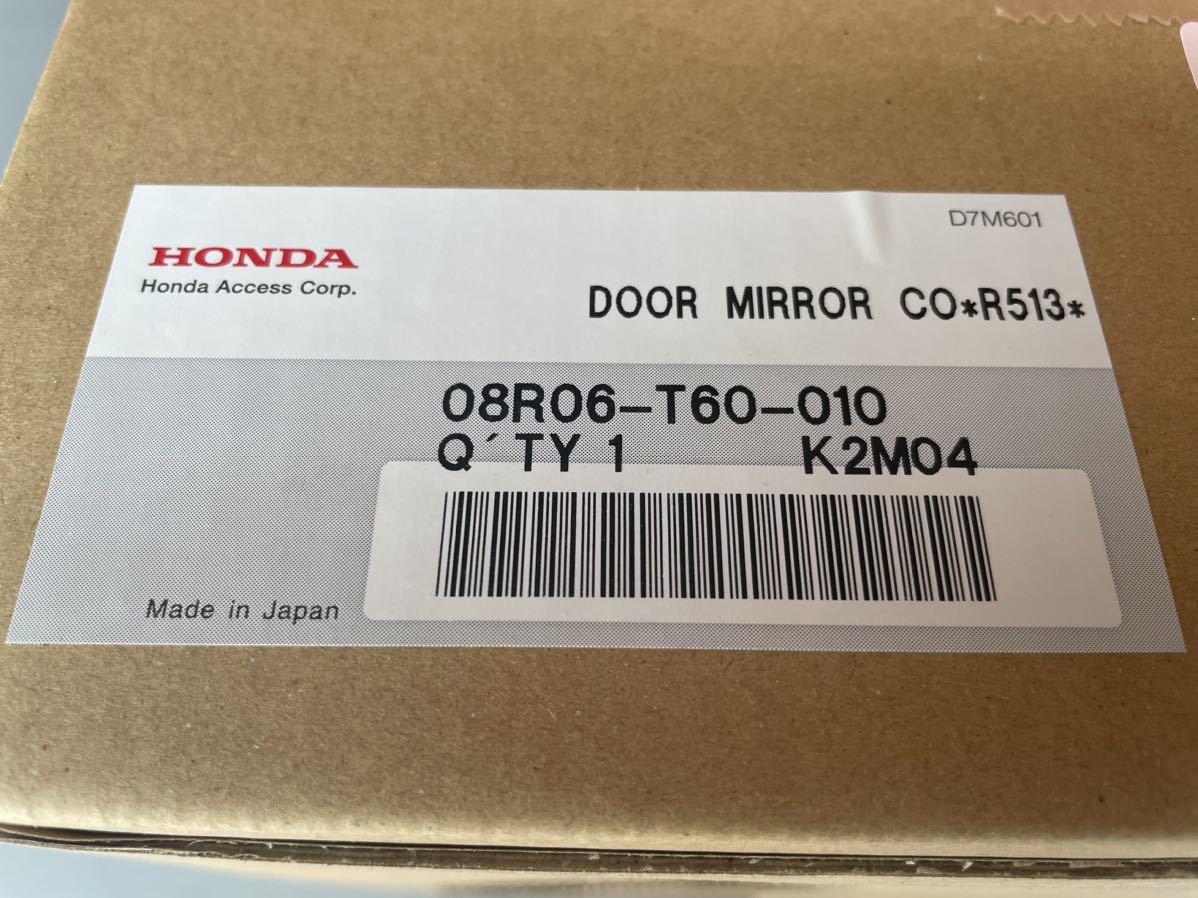 D7M601
HONDA
Honda Access Corp.
DOOR MIRROR CO*R513*
08R06-T60-010
Q´TY 1 K2M04
Made in Japan